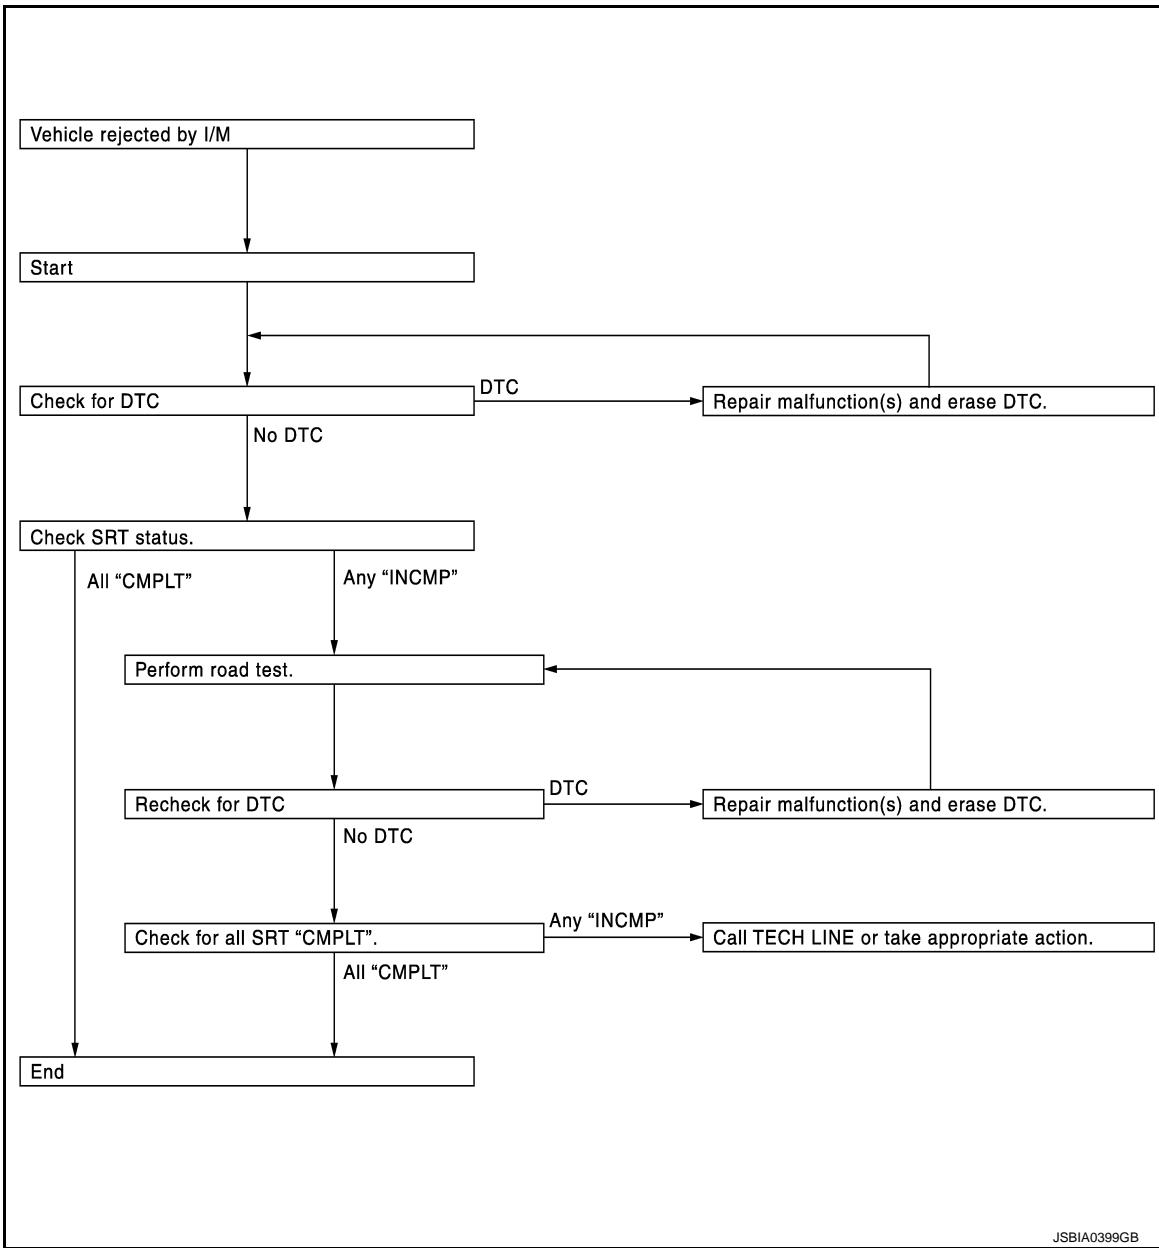 Vehicle rejected by I/M
Start
Check for DTC
DTC
Repair malfunction(s) and erase DTC.
No DTC
Check SRT status.
All “CMPLT”
Any “INCMP”
Perform road test.
Recheck for DTC
DTC
Repair malfunction(s) and erase DTC.
No DTC
Check for all SRT “CMPLT”.
Any “INCMP”
Call TECH LINE or take appropriate action.
All “CMPLT”
End
JSBIA0399GB